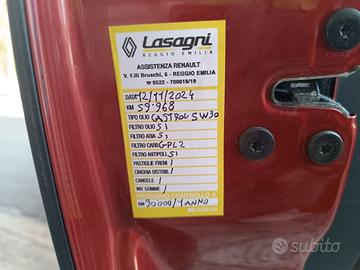 Lasagni
REGGIO EMILIA
ASSISTENZA RENAULT
V. F.lli Bruschi, 6 - REGGIO EMILIA
☎ 0522 - 700018/19
DATA 12/11/2024
KM 59.968
TIPO OLIO CASTROL 5W30
FILTRO OLIO SI
FILTRO ARIA SI
FILTRO CARB GPL 2
FILTRO ANTIPOLL SI
PASTIGLIE FRENI
CINGHIA DISTRIB.
CANDELE
INV. GOMME
CONTROLLO A
KM 90000/1 ANNO
subito